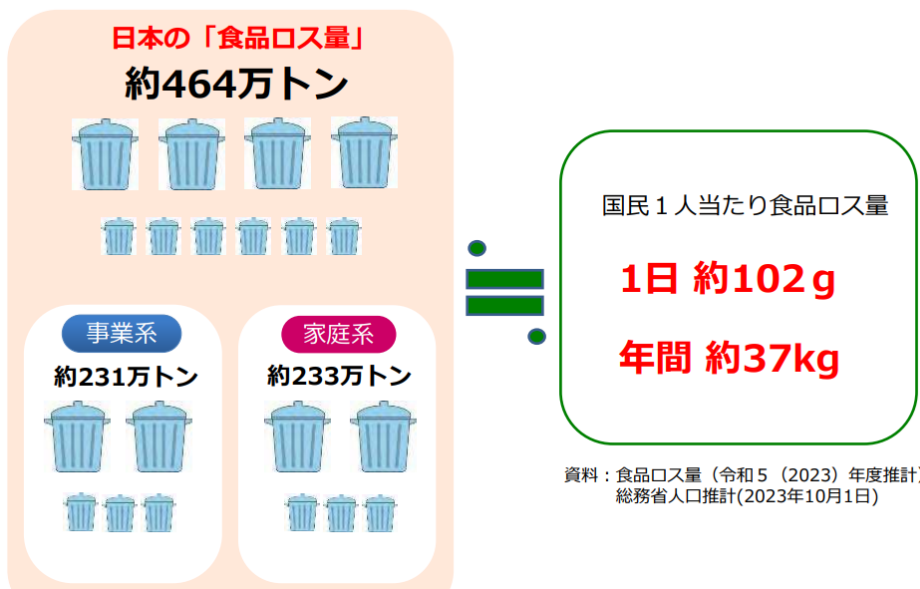 日本の「食品ロス量」
約464万トン
事業系
約231万トン
家庭系
約233万トン
国民１人当たり食品ロス量
1日 約102ｇ
年間 約37kg
資料：食品ロス量（令和５（2023）年度推計）
総務省人口推計(2023年10月1日)